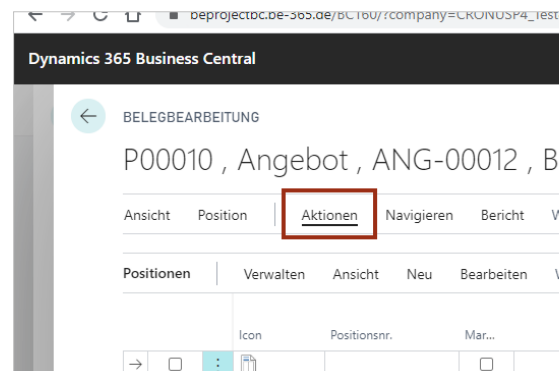 beprojectbc.be-365.de/BC160/?company=CRONUSP4_Test
Dynamics 365 Business Central
BELEGBEARBEITUNG
P00010 , Angebot , ANG-00012 , B
Ansicht Position Aktionen Navigieren Bericht
Positionen Verwalten Ansicht Neu Bearbeiten
Icon Positionsnr. Mar...